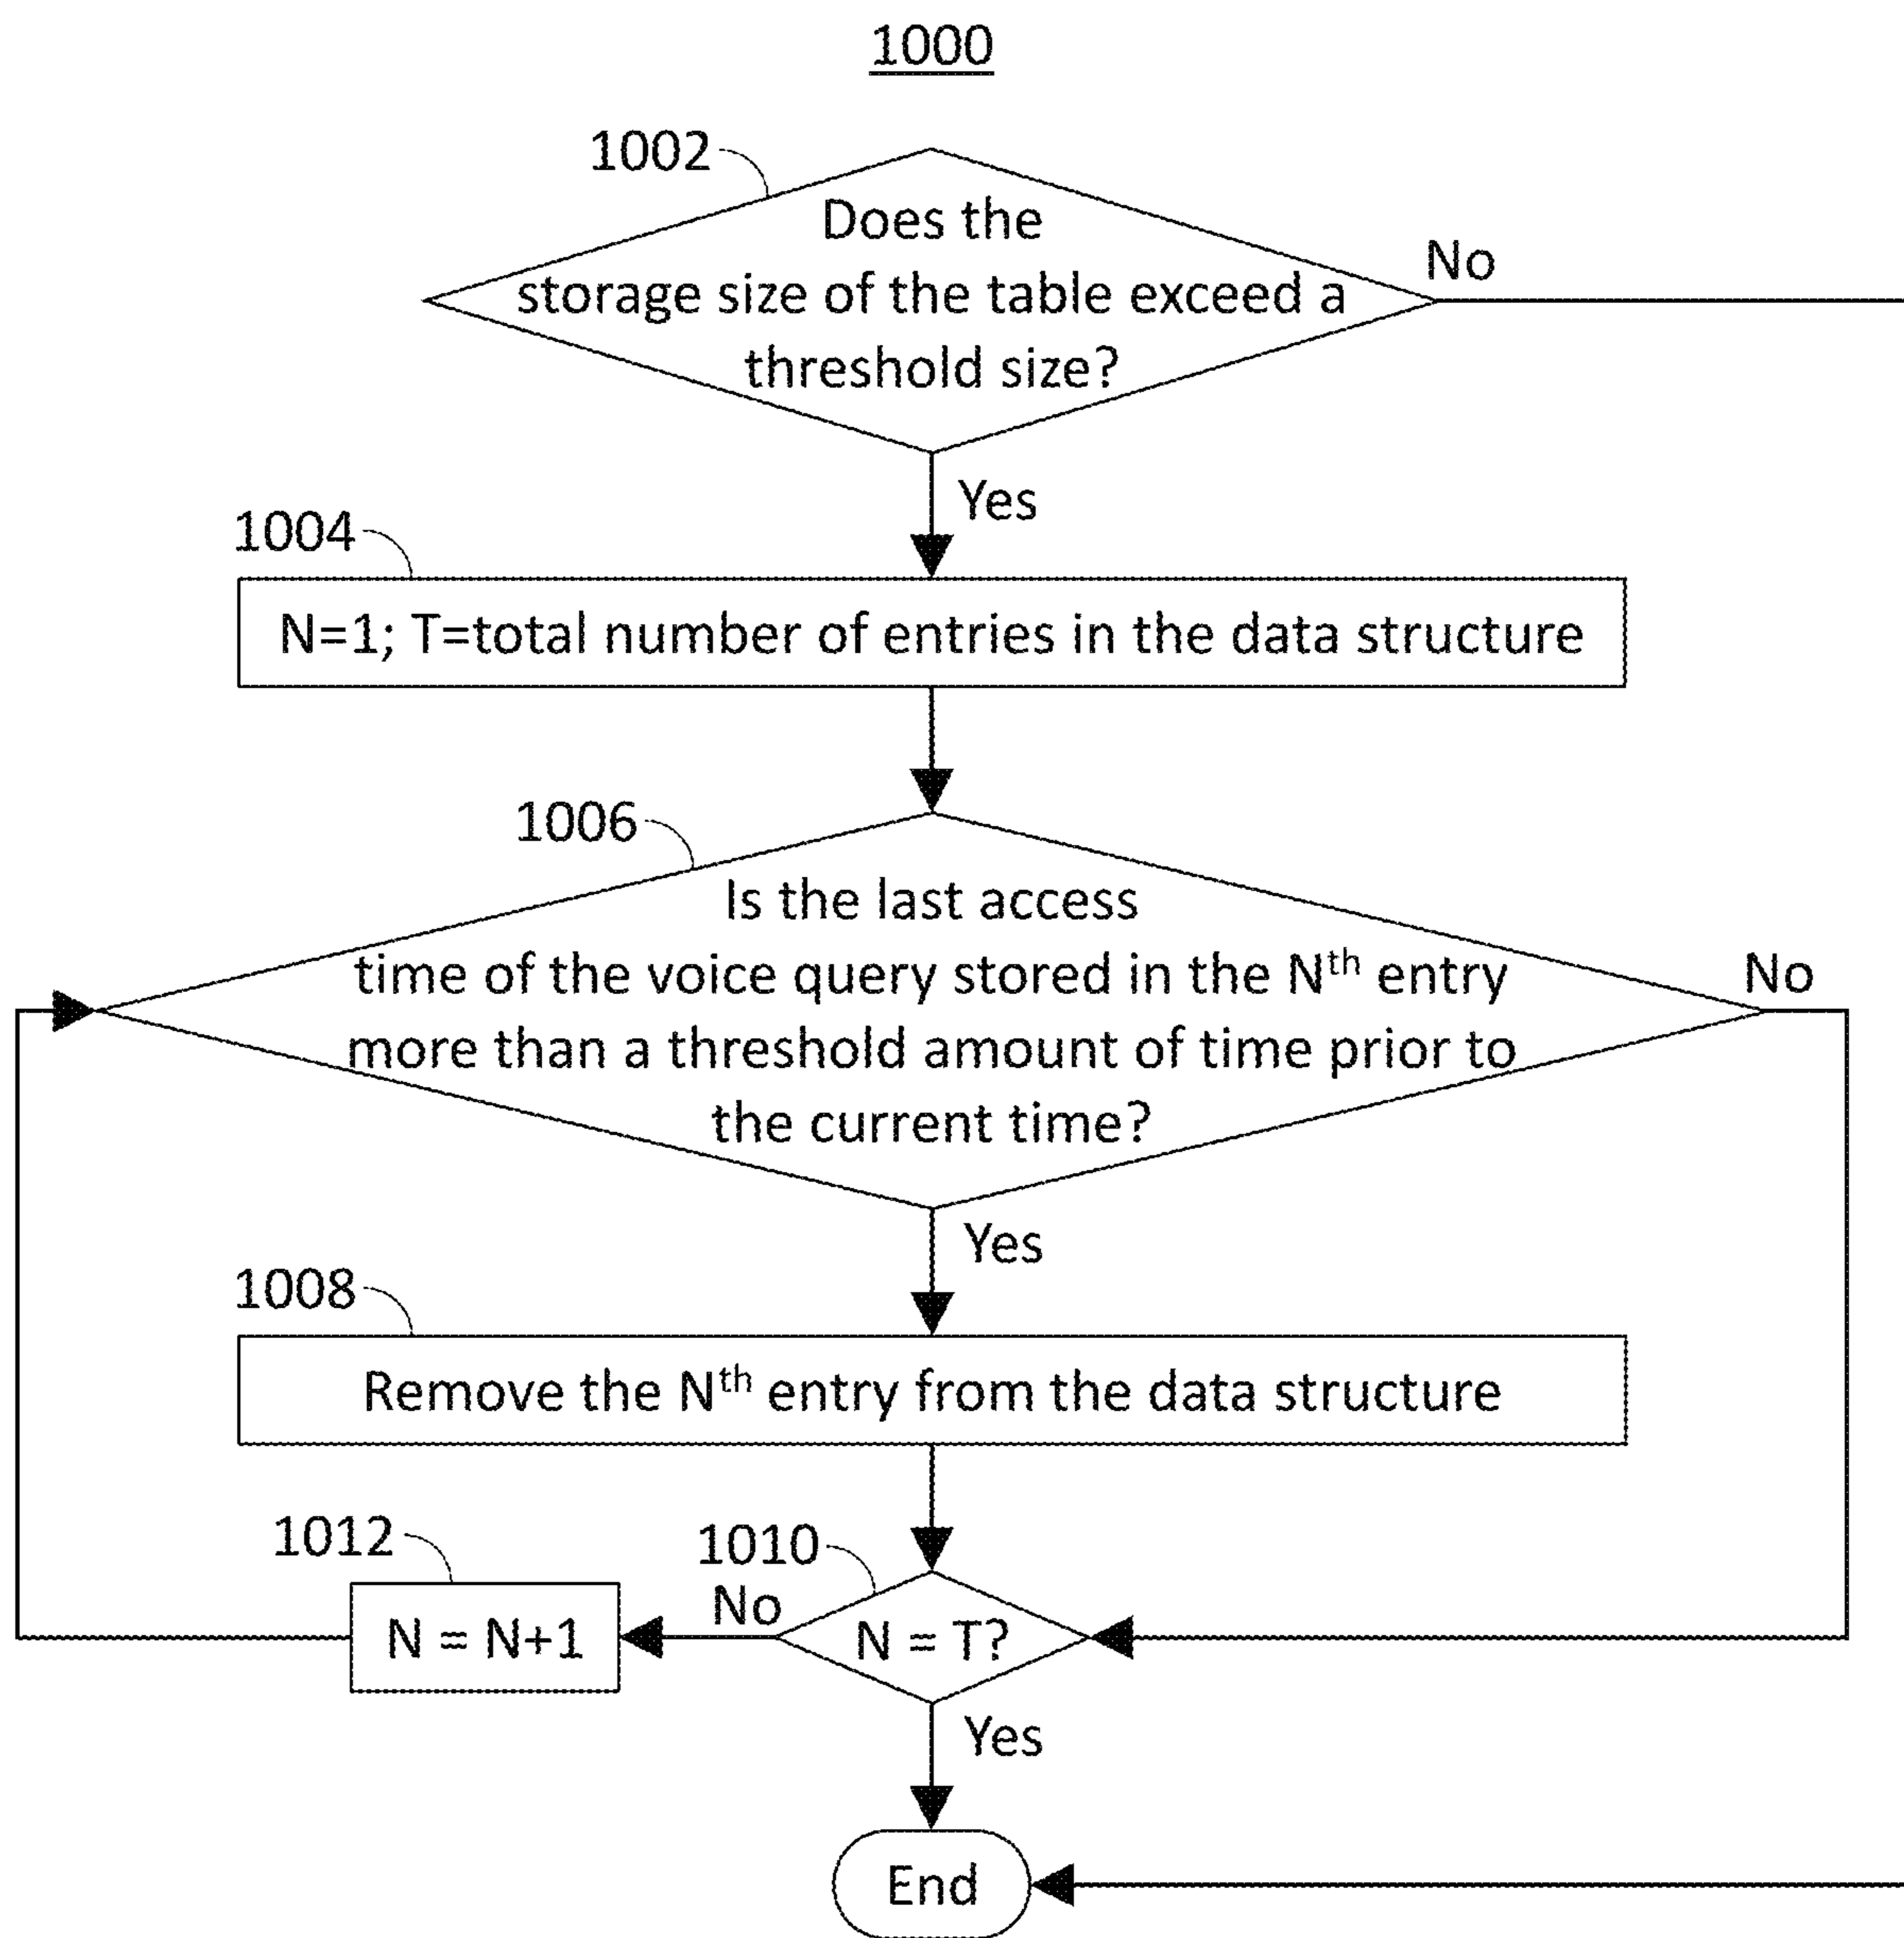 1000
1002
Does the
storage size of the table exceed a
threshold size?
No
Yes
1004
N=1; T=total number of entries in the data structure
1006
Is the last access
time of the voice query stored in the Nth entry
more than a threshold amount of time prior to
the current time?
No
Yes
1008
Remove the Nth entry from the data structure
1012
1010
No
N = N+1
N = T?
Yes
End